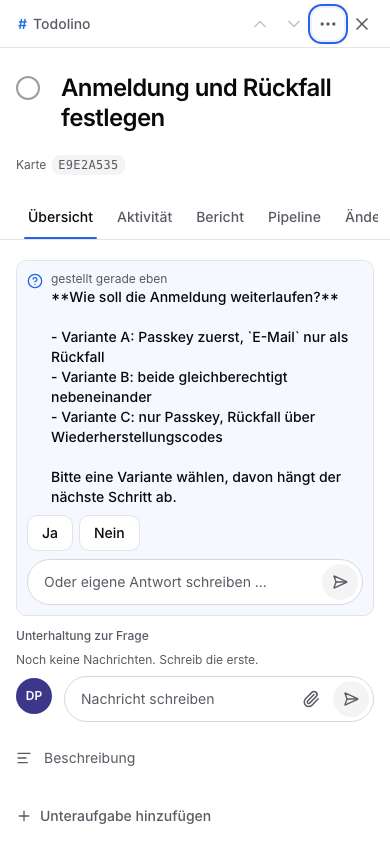 # Todolino
Anmeldung und Rückfall
festlegen
Karte E9E2A535
Übersicht Aktivität Bericht Pipeline Ände
gestellt gerade eben
**Wie soll die Anmeldung weiterlaufen?**
- Variante A: Passkey zuerst, `E-Mail` nur als
Rückfall
- Variante B: beide gleichberechtigt
nebeneinander
- Variante C: nur Passkey, Rückfall über
Wiederherstellungscodes
Bitte eine Variante wählen, davon hängt der
nächste Schritt ab.
Ja Nein
Oder eigene Antwort schreiben ...
Unterhaltung zur Frage
Noch keine Nachrichten. Schreib die erste.
DP Nachricht schreiben
Beschreibung
+ Unteraufgabe hinzufügen